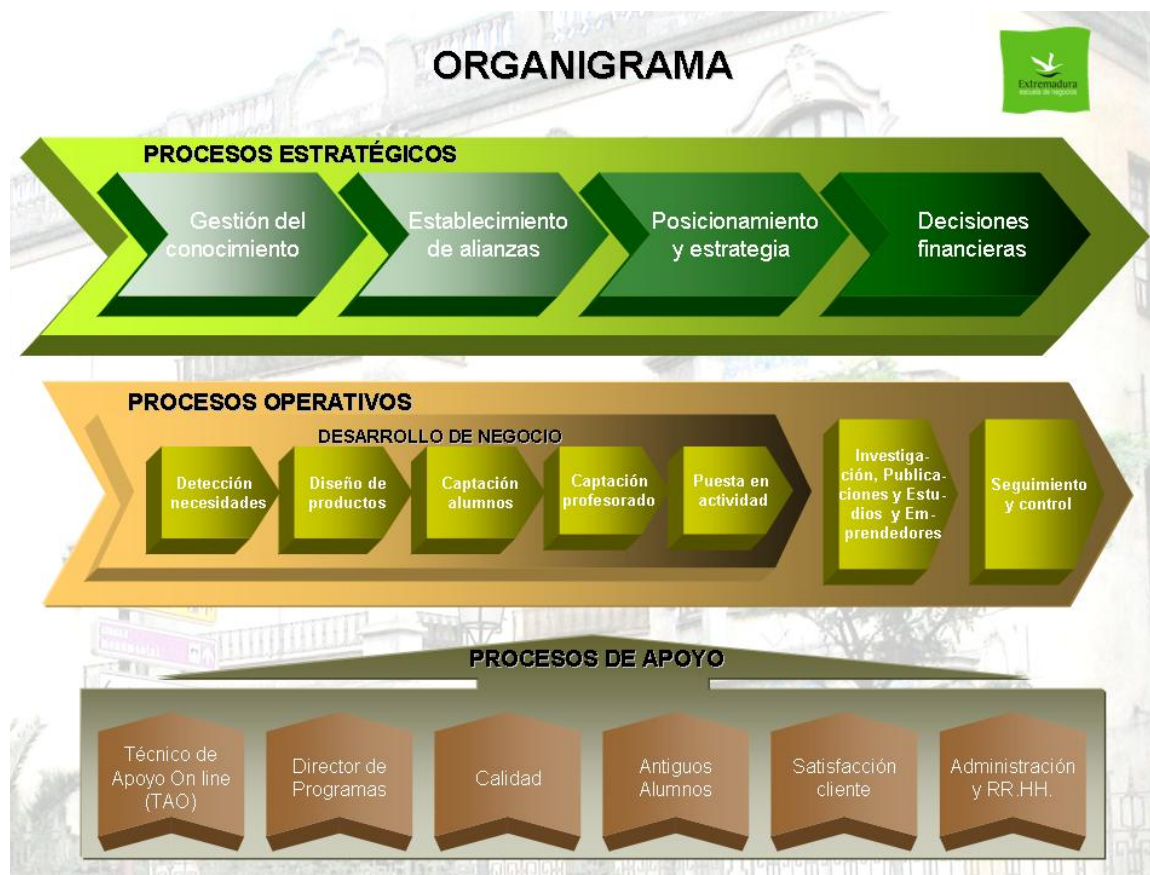 ORGANIGRAMA
Extremadura
escuela de negocios
PROCESOS ESTRATÉGICOS
Gestión del
conocimiento
Establecimiento
de alianzas
Posicionamiento
y estrategia
Decisiones
financieras
PROCESOS OPERATIVOS
DESARROLLO DE NEGOCIO
Detección
necesidades
Diseño de
productos
Captación
alumnos
Captación
profesorado
Puesta en
actividad
Investiga-
ción, Publica-
ciones y Estu-
dios y Em-
prendedores
Seguimiento
y control
PROCESOS DE APOYO
Técnico de
Apoyo On line
(TAO)
Director de
Programas
Calidad
Antiguos
Alumnos
Satisfacción
cliente
Administración
y RR.HH.